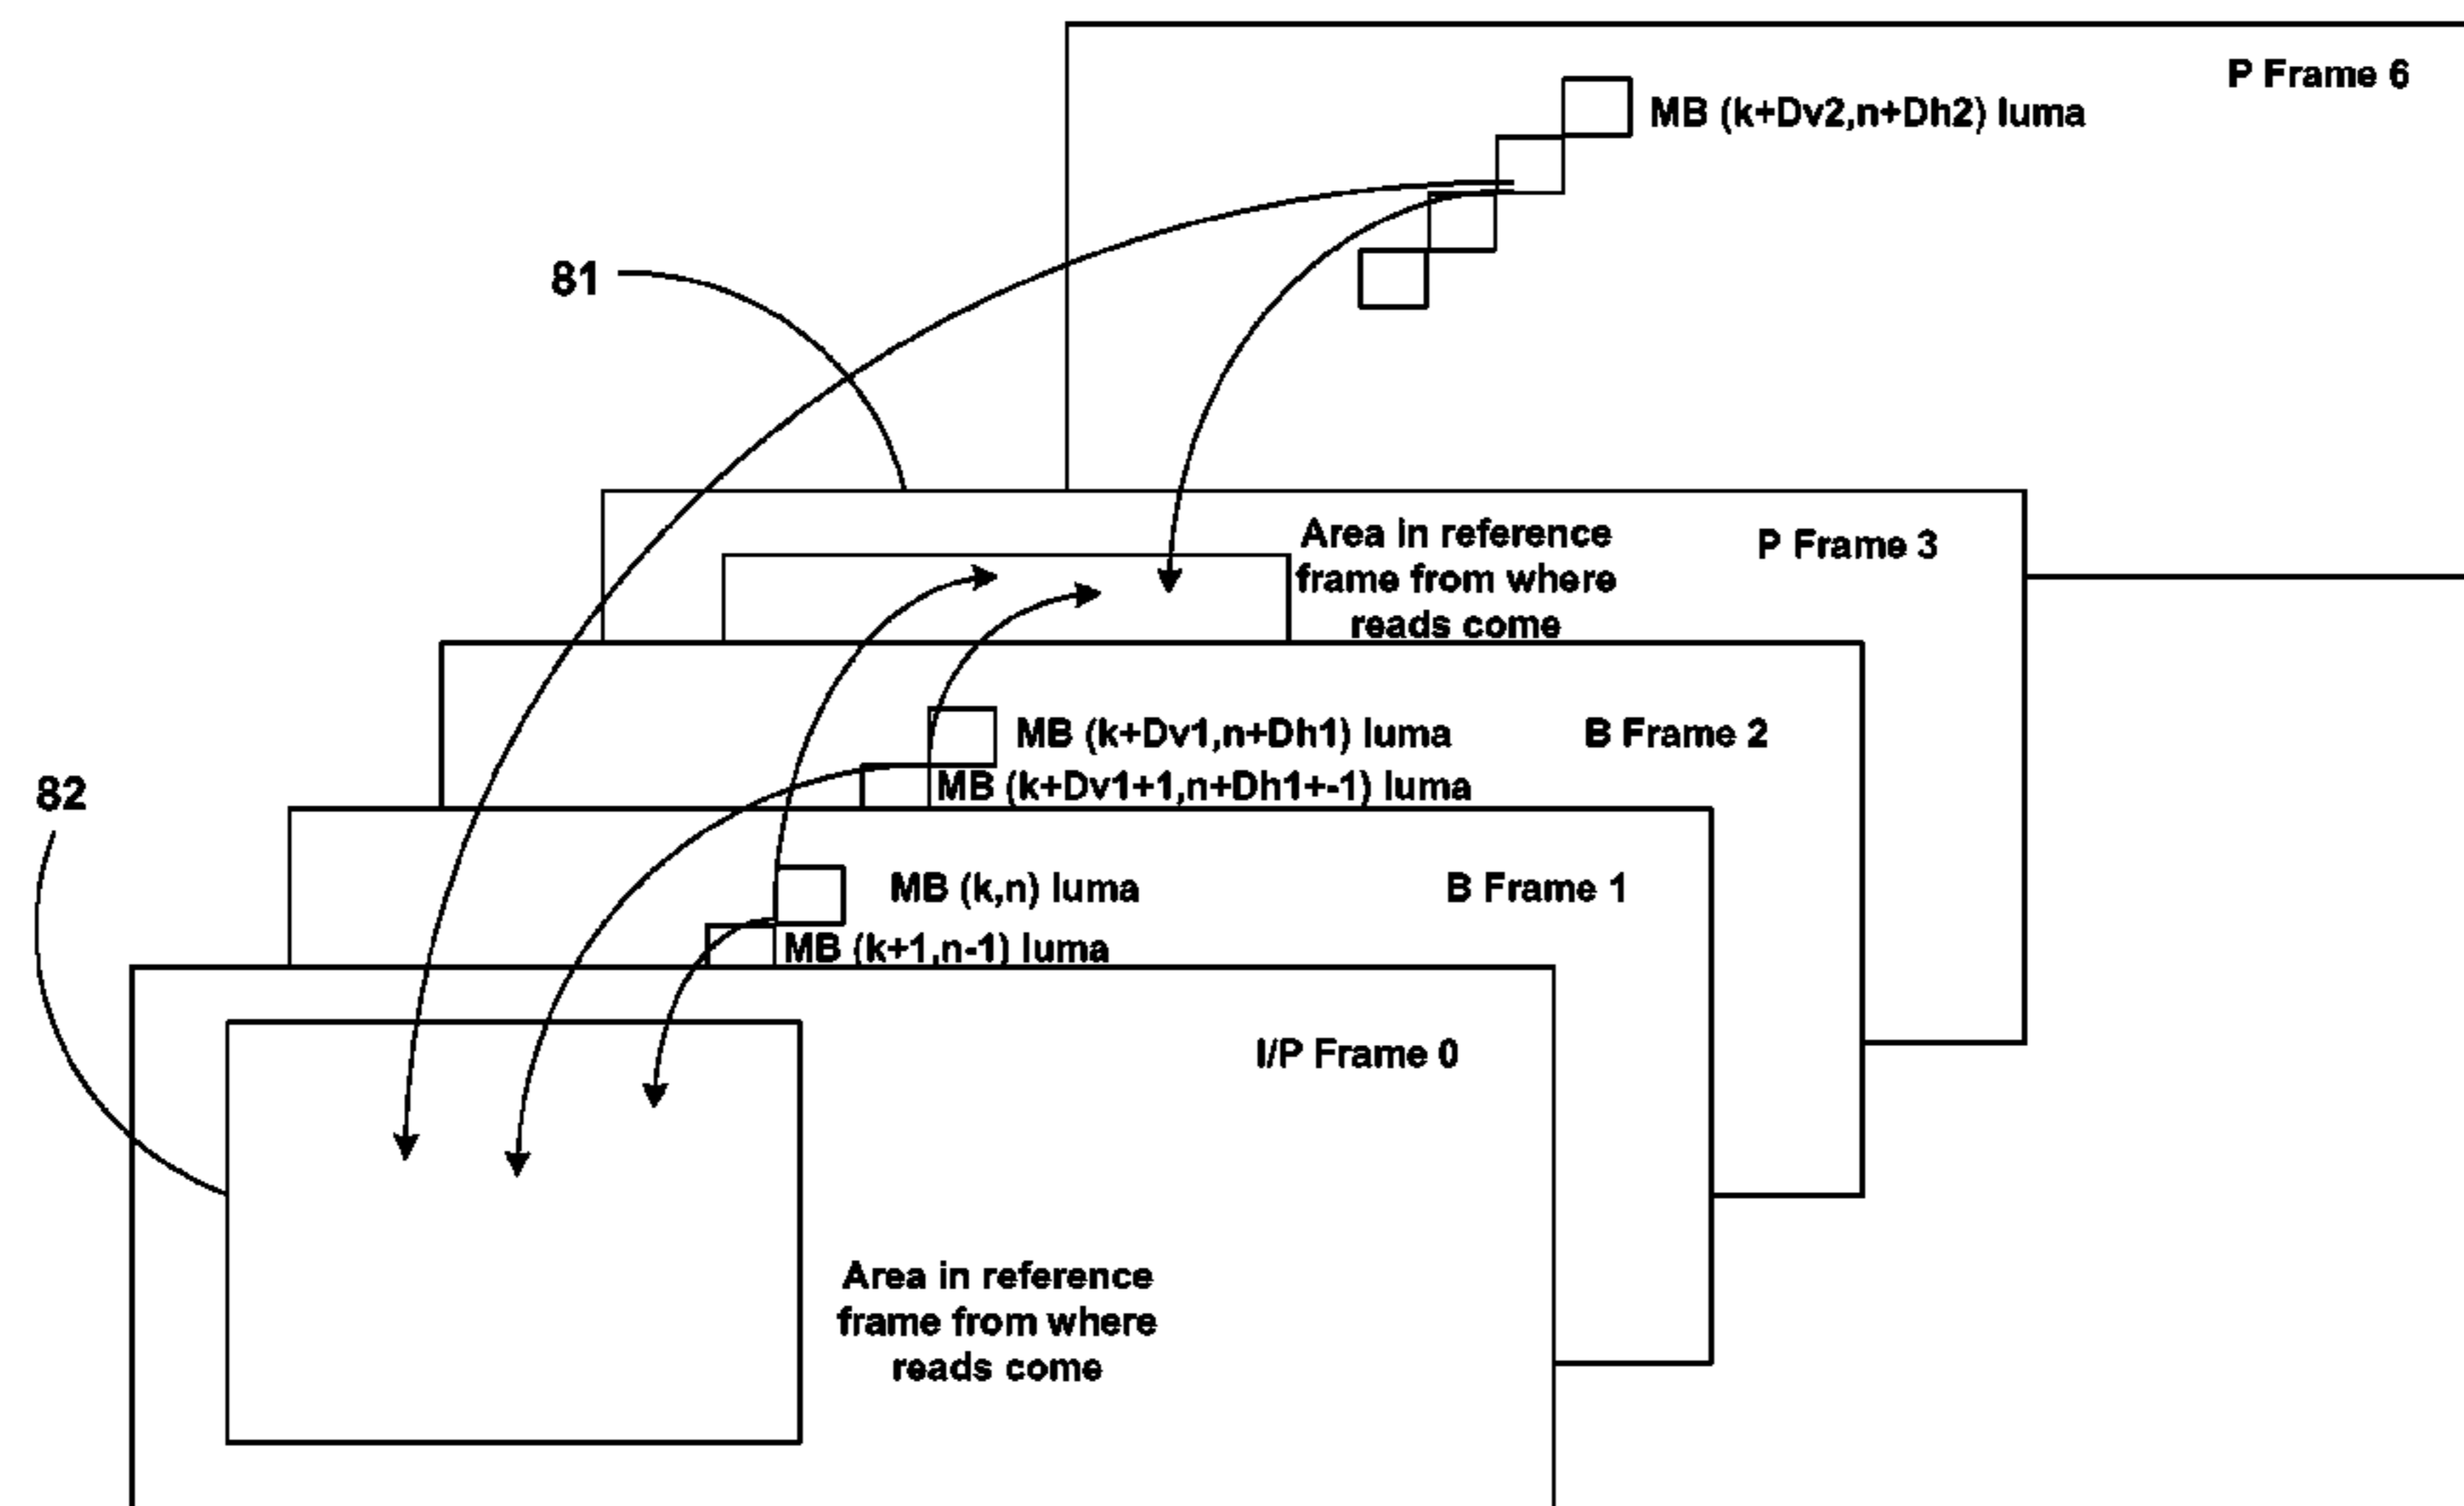 P Frame 6
MB (k+Dv2,n+Dh2) luma
81
Area in reference
frame from where
reads come
P Frame 3
MB (k+Dv1,n+Dh1) luma
B Frame 2
MB (k+Dv1+1,n+Dh1+-1) luma
82
MB (k,n) luma
B Frame 1
MB (k+1,n-1) luma
I/P Frame 0
Area in reference
frame from where
reads come